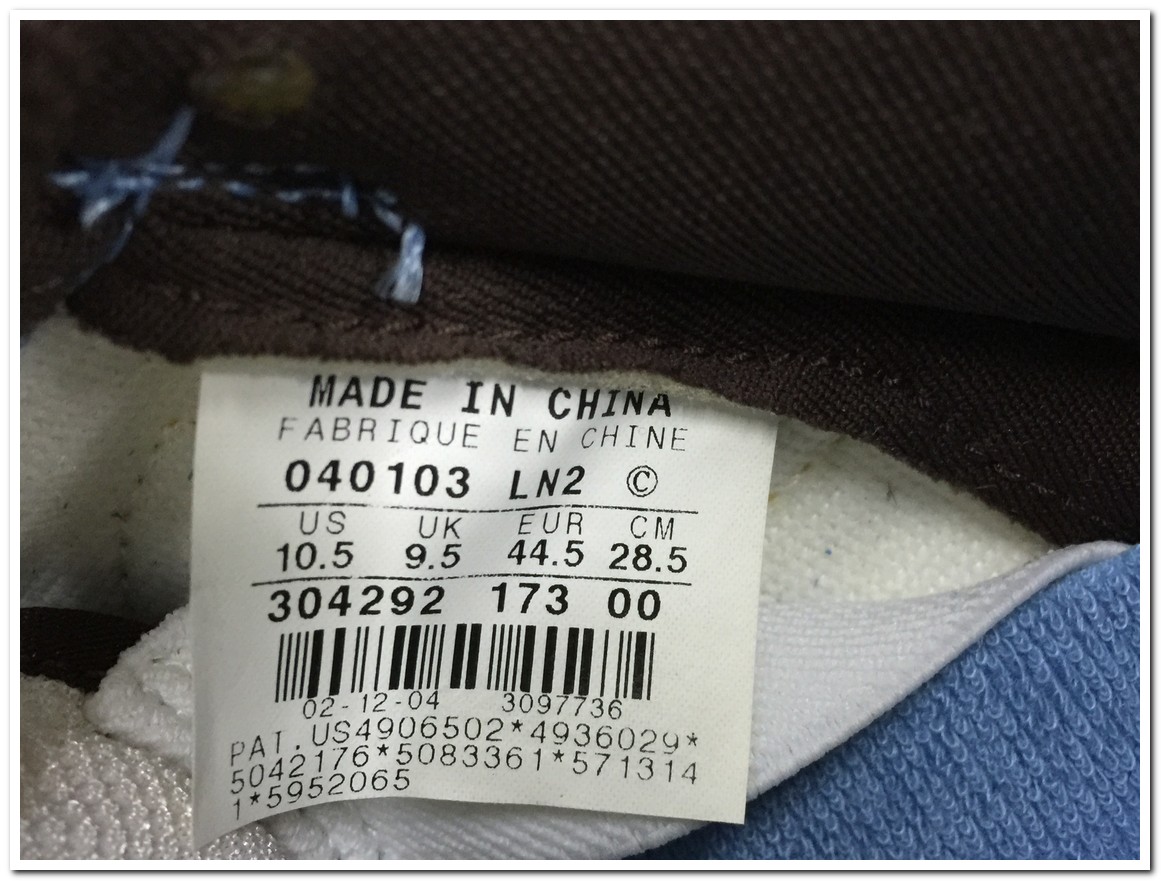 MADE IN CHINA
FABRIQUE EN CHINE
040103 LN2 ©
US UK EUR CM
10.5 9.5 44.5 28.5
304292 173 00
02-12-04 3097736
PAT.US4906502*4936029*
5042176*5083361*571314
1*5952065